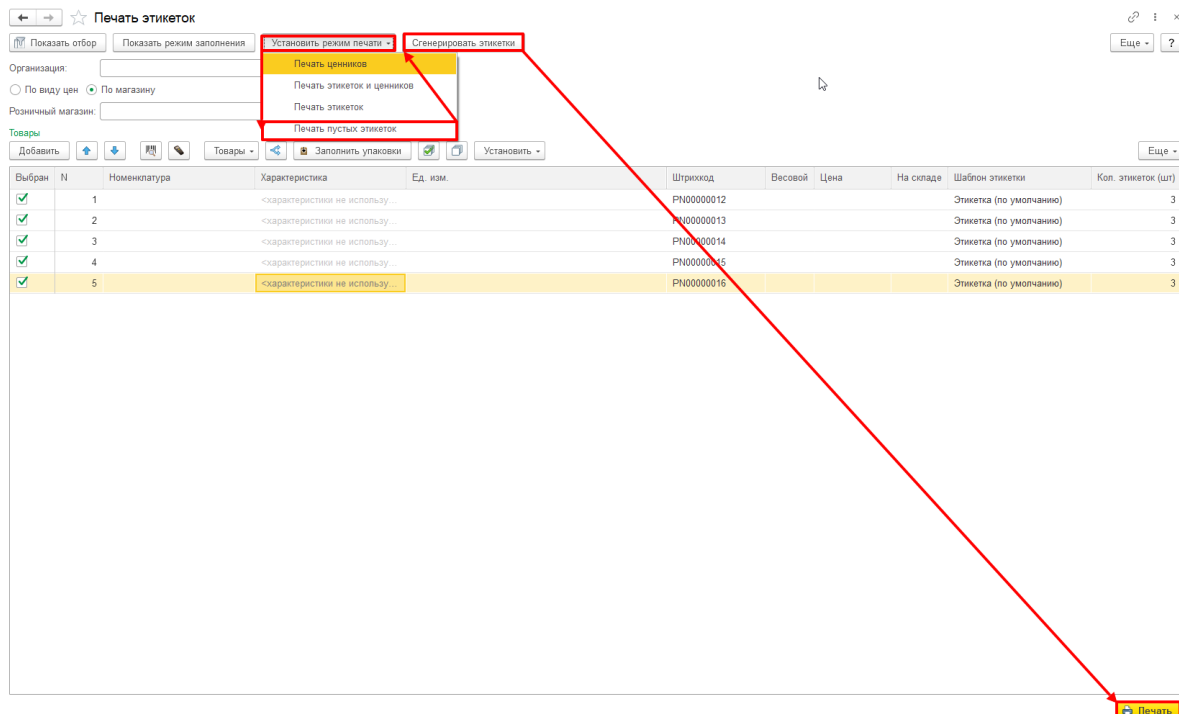 Печать этикеток
Показать отбор Показать режим заполнения Установить режим печати Сгенерировать этикетки Еще ?
Организация: Печать ценников
По виду цен По магазину Печать этикеток и ценников
Розничный магазин: Печать этикеток
Печать пустых этикеток
Товары
Добавить Товары Заполнить упаковки Установить Еще
Выбран N Номенклатура Характеристика Ед. изм. Штрихкод Весовой Цена На складе Шаблон этикетки Кол. этикеток (шт)
1 <характеристики не использу... PN00000012 Этикетка (по умолчанию) 3
2 <характеристики не использу... PN00000013 Этикетка (по умолчанию) 3
3 <характеристики не использу... PN00000014 Этикетка (по умолчанию) 3
4 <характеристики не использу... PN00000015 Этикетка (по умолчанию) 3
5 <характеристики не использу... PN00000016 Этикетка (по умолчанию) 3
Печать